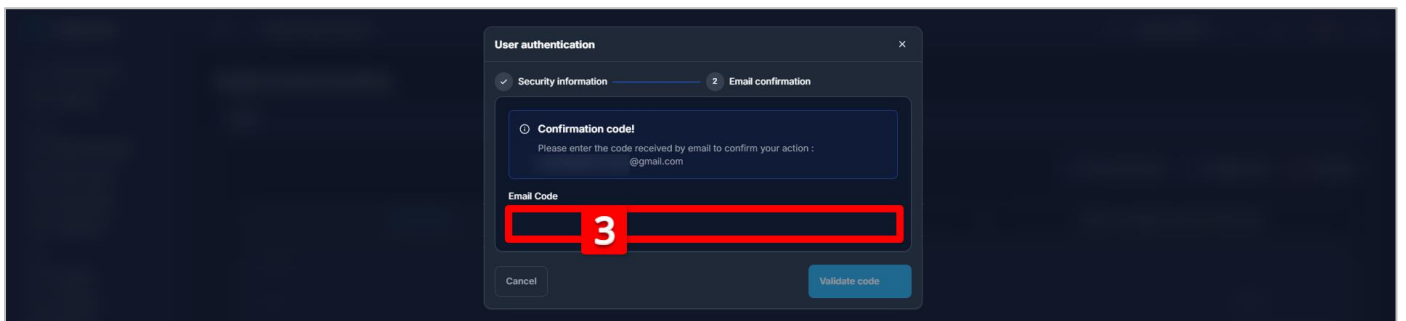 User authentication
Security information
2 Email confirmation
Confirmation code!
Please enter the code received by email to confirm your action :
@gmail.com
Email Code
3
Cancel
Validate code